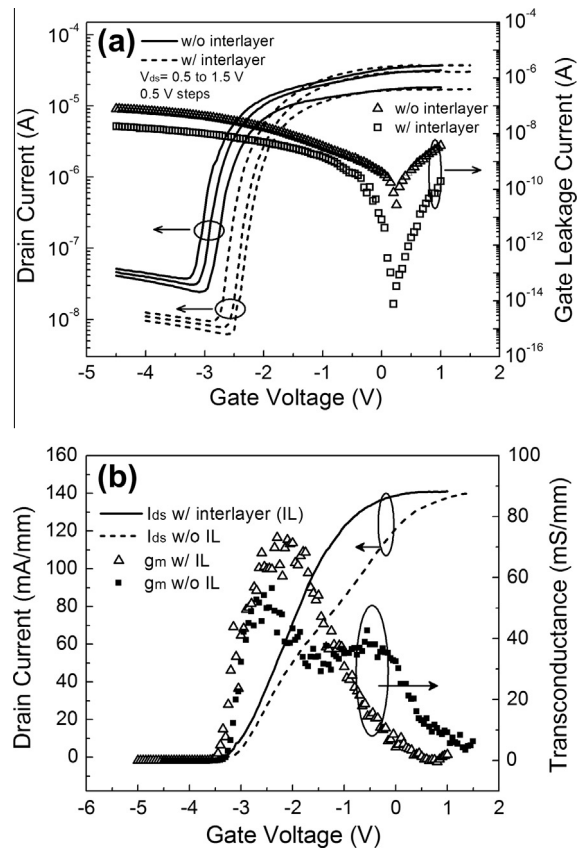 (a)
w/o interlayer
w/ interlayer
Vds= 0.5 to 1.5 V
0.5 V steps
w/o interlayer
w/ interlayer
10-4
10-5
10-6
10-7
10-8
Drain Current (A)
10-4
10-6
10-8
10-10
10-12
10-14
10-16
Gate Leakage Current (A)
-5 -4 -3 -2 -1 0 1 2
Gate Voltage (V)
(b)
Ids w/ interlayer (IL)
Ids w/o IL
gm w/ IL
gm w/o IL
160
140
120
100
80
60
40
20
0
Drain Current (mA/mm)
100
80
60
40
20
0
Transconductance (mS/mm)
-6 -5 -4 -3 -2 -1 0 1 2
Gate Voltage (V)